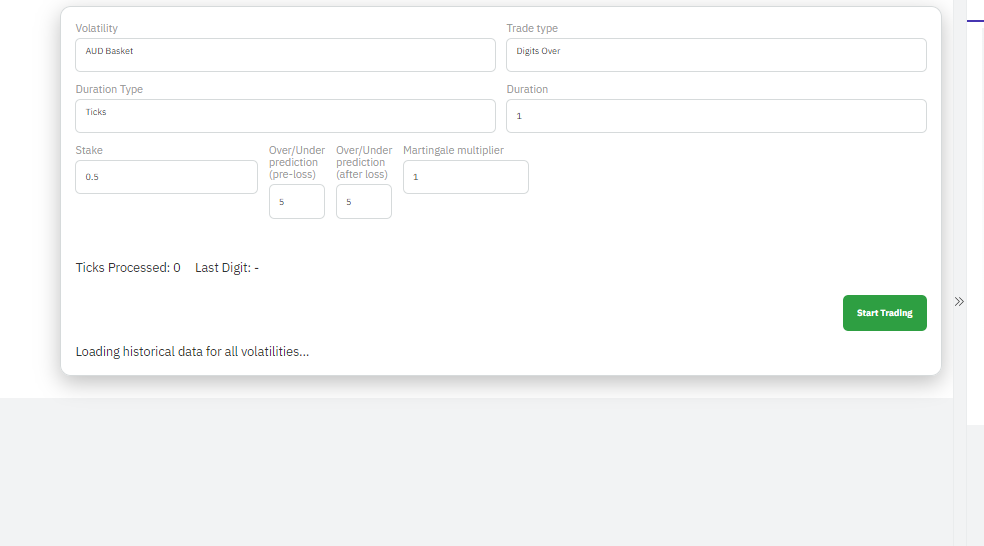 Volatility
Trade type
AUD Basket
Digits Over
Duration Type
Duration
Ticks
1
Stake
Over/Under
prediction
(pre-loss)
Over/Under
prediction
(after loss)
Martingale multiplier
0.5
5
5
1
Ticks Processed: 0
Last Digit: -
Start Trading
Loading historical data for all volatilities...